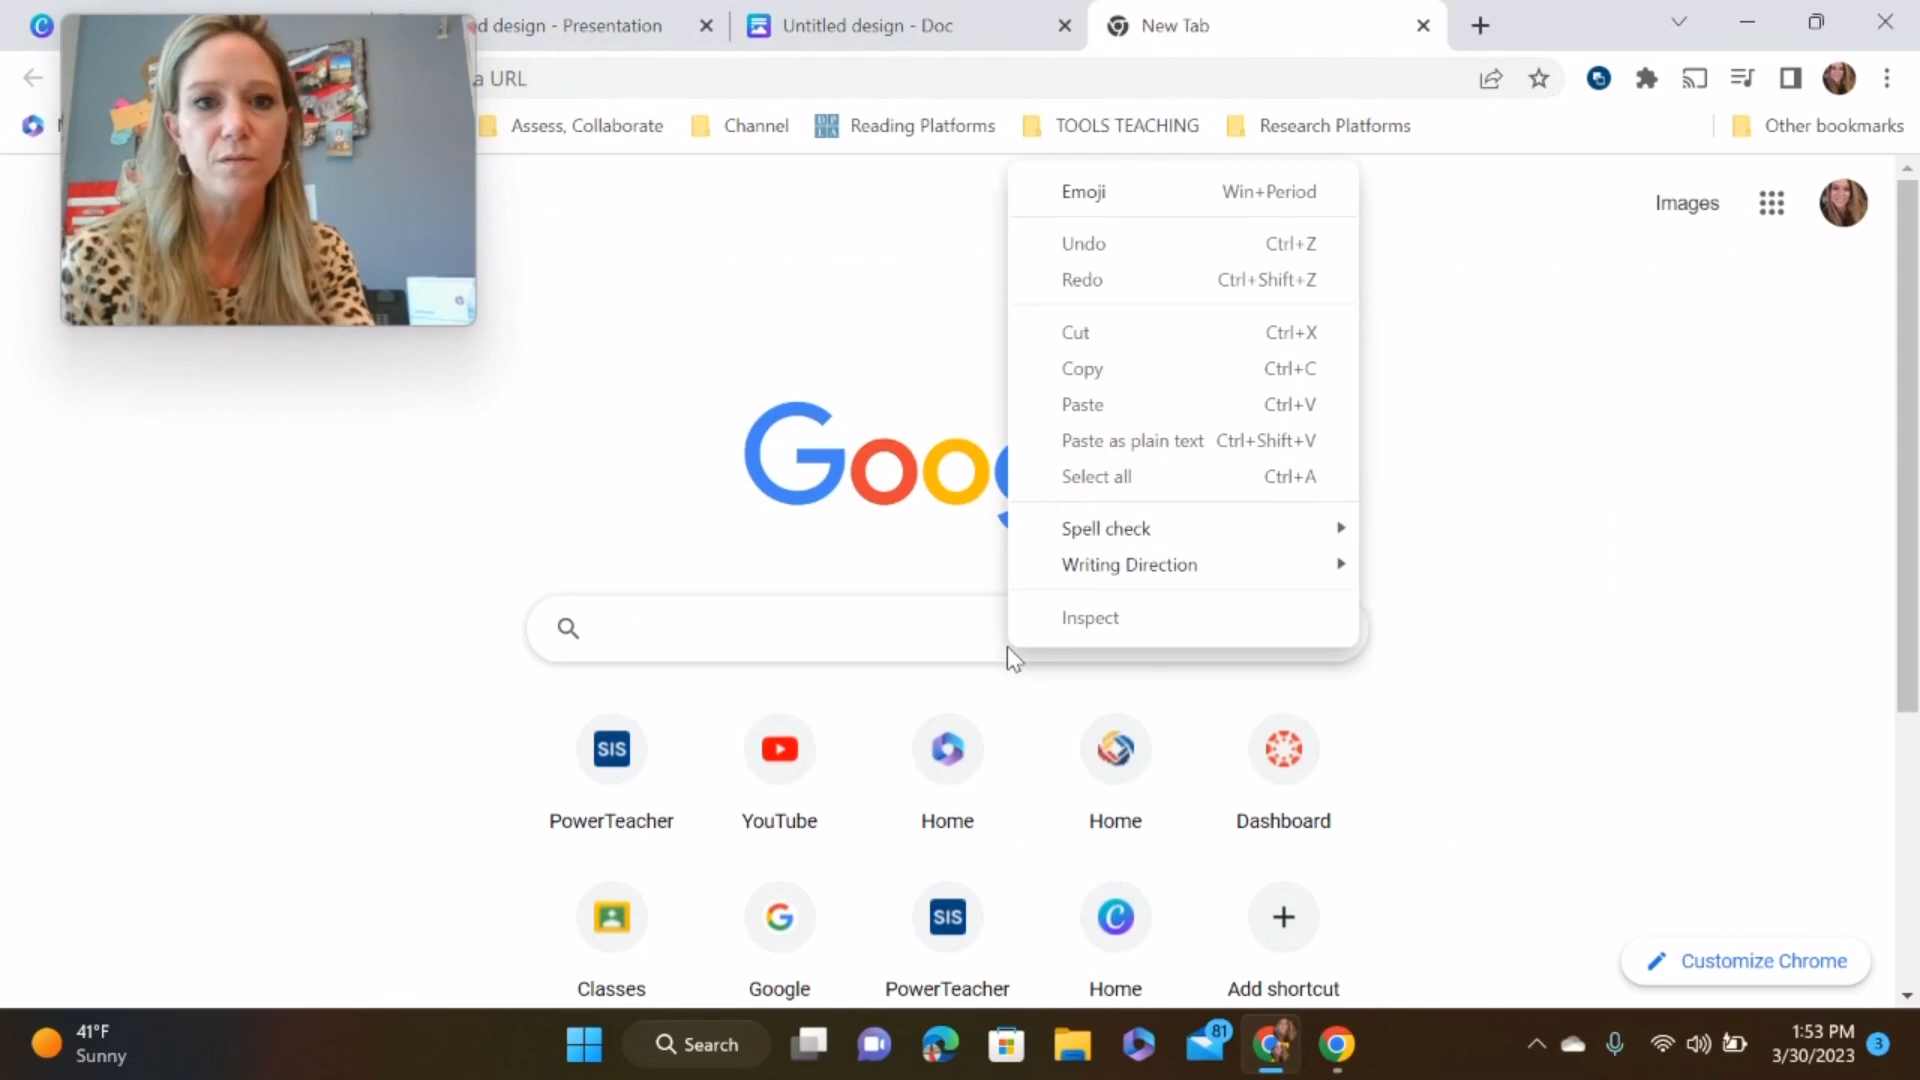 d design - Presentation
Untitled design - Doc
New Tab
a URL
Assess, Collaborate
Channel
DPLA
Reading Platforms
TOOLS TEACHING
Research Platforms
Other bookmarks
Images
Emoji Win+Period
Undo Ctrl+Z
Redo Ctrl+Shift+Z
Cut Ctrl+X
Copy Ctrl+C
Paste Ctrl+V
Paste as plain text Ctrl+Shift+V
Select all Ctrl+A
Spell check
Writing Direction
Inspect
Goog
SIS
PowerTeacher
YouTube
Home
Home
Dashboard
Classes
Google
SIS
PowerTeacher
Home
Add shortcut
Customize Chrome
41°F
Sunny
Search
81
1:53 PM
3/30/2023
3